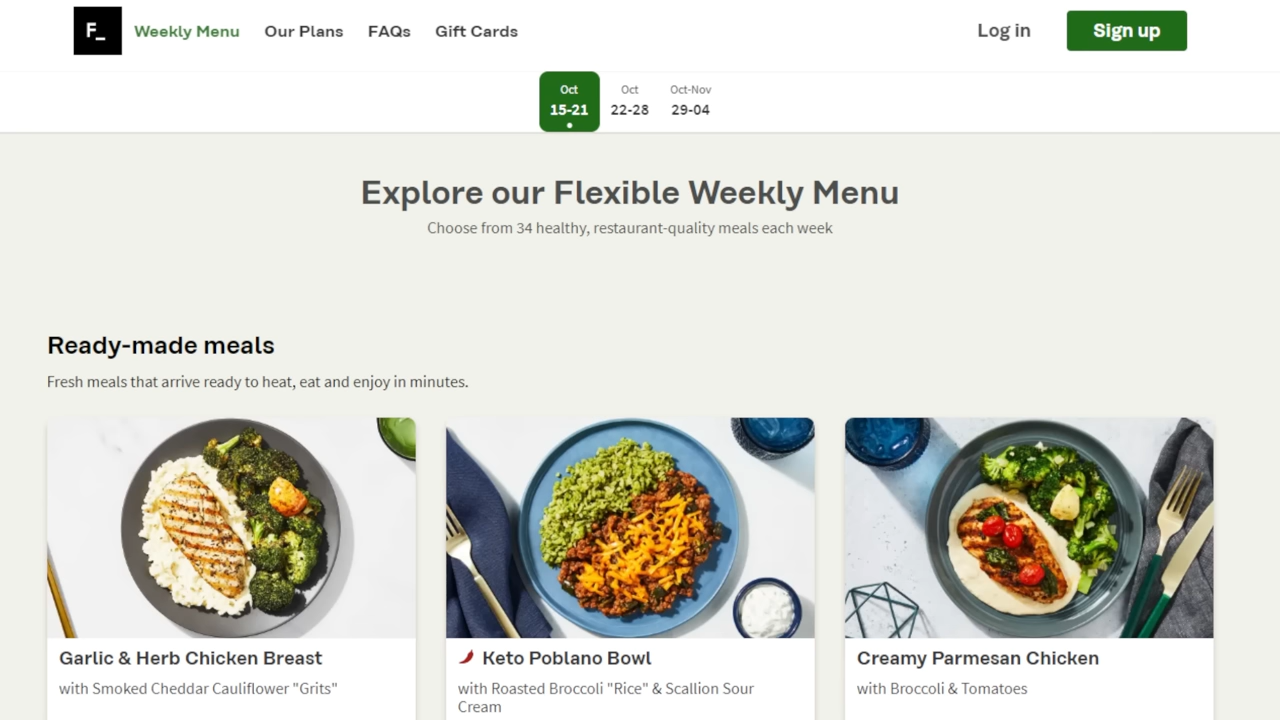 F_ Weekly Menu Our Plans FAQs Gift Cards Log in Sign up
Oct Oct Oct-Nov
15-21 22-28 29-04
Explore our Flexible Weekly Menu
Choose from 34 healthy, restaurant-quality meals each week
Ready-made meals
Fresh meals that arrive ready to heat, eat and enjoy in minutes.
Garlic & Herb Chicken Breast
with Smoked Cheddar Cauliflower "Grits"
Keto Poblano Bowl
with Roasted Broccoli "Rice" & Scallion Sour
Cream
Creamy Parmesan Chicken
with Broccoli & Tomatoes